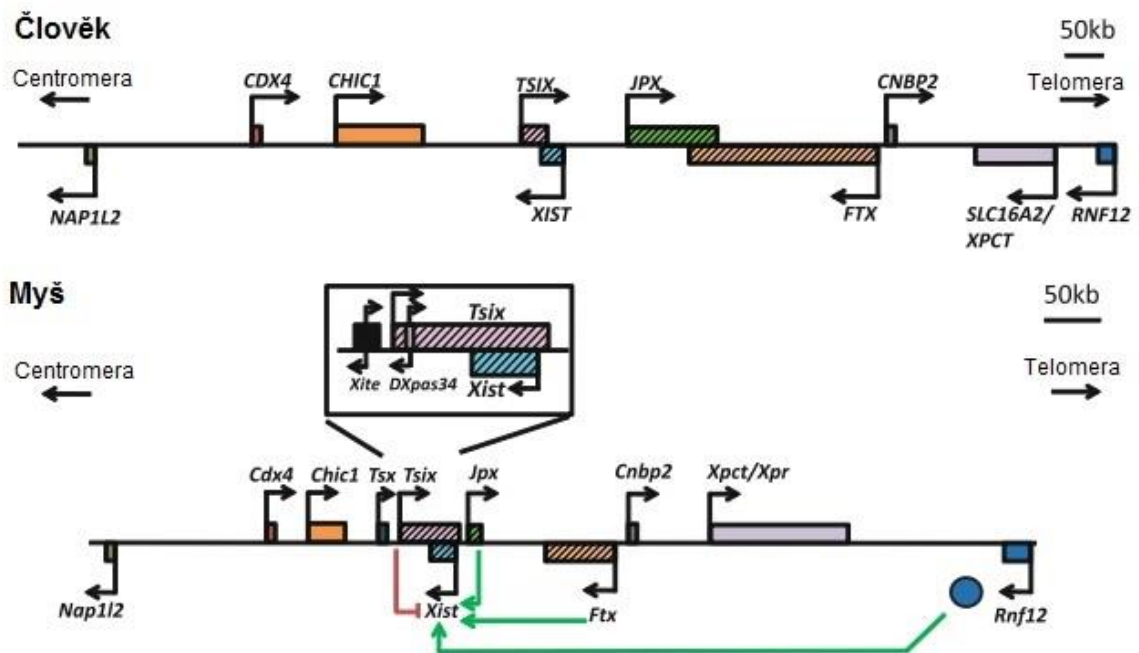 Člověk
50kb
Centromera
Telomera
CDX4
CHIC1
TSIX
JPX
CNBP2
NAP1L2
XIST
FTX
SLC16A2/
XPCT
RNF12
Myš
50kb
Centromera
Telomera
Tsix
Xite
DXpas34
Xist
Cdx4
Chic1
Tsx
Tsix
Jpx
Cnbp2
Xpct/Xpr
Nap1l2
Xist
Ftx
Rnf12